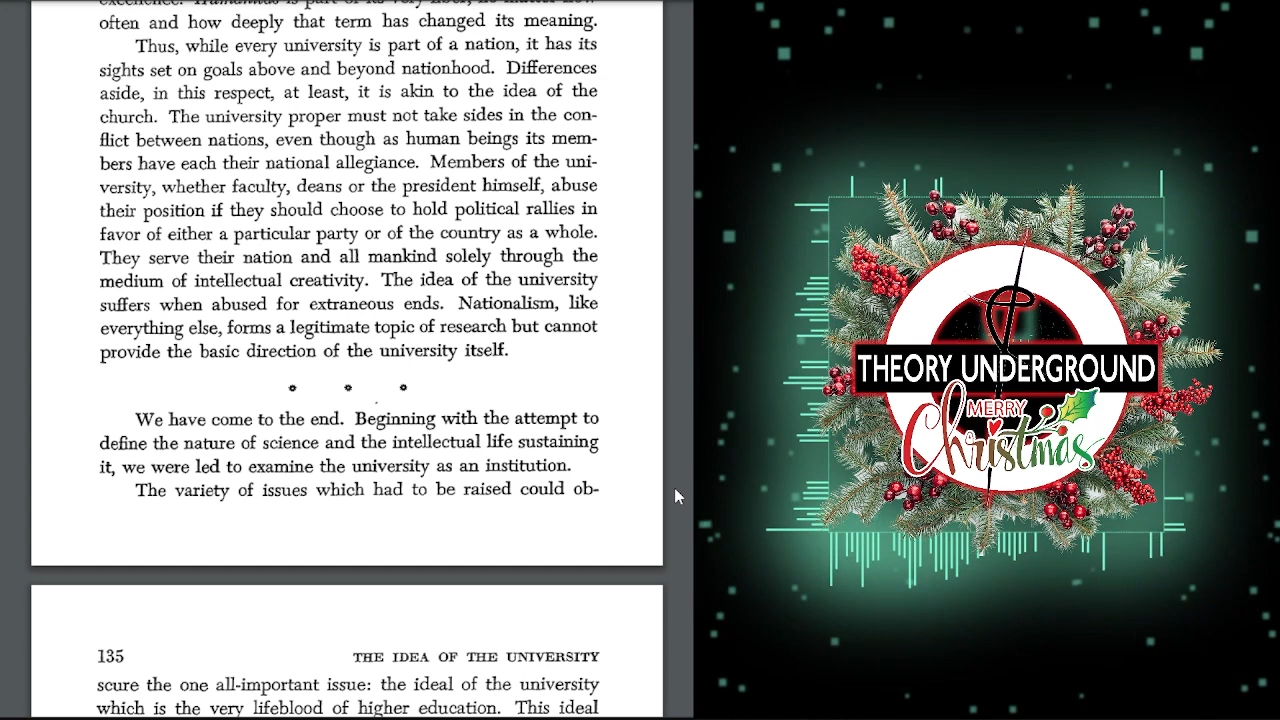 often and how deeply that term has changed its meaning.
Thus, while every university is part of a nation, it has its
sights set on goals above and beyond nationhood. Differences
aside, in this respect, at least, it is akin to the idea of the
church. The university proper must not take sides in the con-
flict between nations, even though as human beings its mem-
bers have each their national allegiance. Members of the uni-
versity, whether faculty, deans or the president himself, abuse
their position if they should choose to hold political rallies in
favor of either a particular party or of the country as a whole.
They serve their nation and all mankind solely through the
medium of intellectual creativity. The idea of the university
suffers when abused for extraneous ends. Nationalism, like
everything else, forms a legitimate topic of research but cannot
provide the basic direction of the university itself.
We have come to the end. Beginning with the attempt to
define the nature of science and the intellectual life sustaining
it, we were led to examine the university as an institution.
The variety of issues which had to be raised could ob-
135 THE IDEA OF THE UNIVERSITY
scure the one all-important issue: the ideal of the university
which is the very lifeblood of higher education. This ideal
THEORY UNDERGROUND
MERRY
Christmas